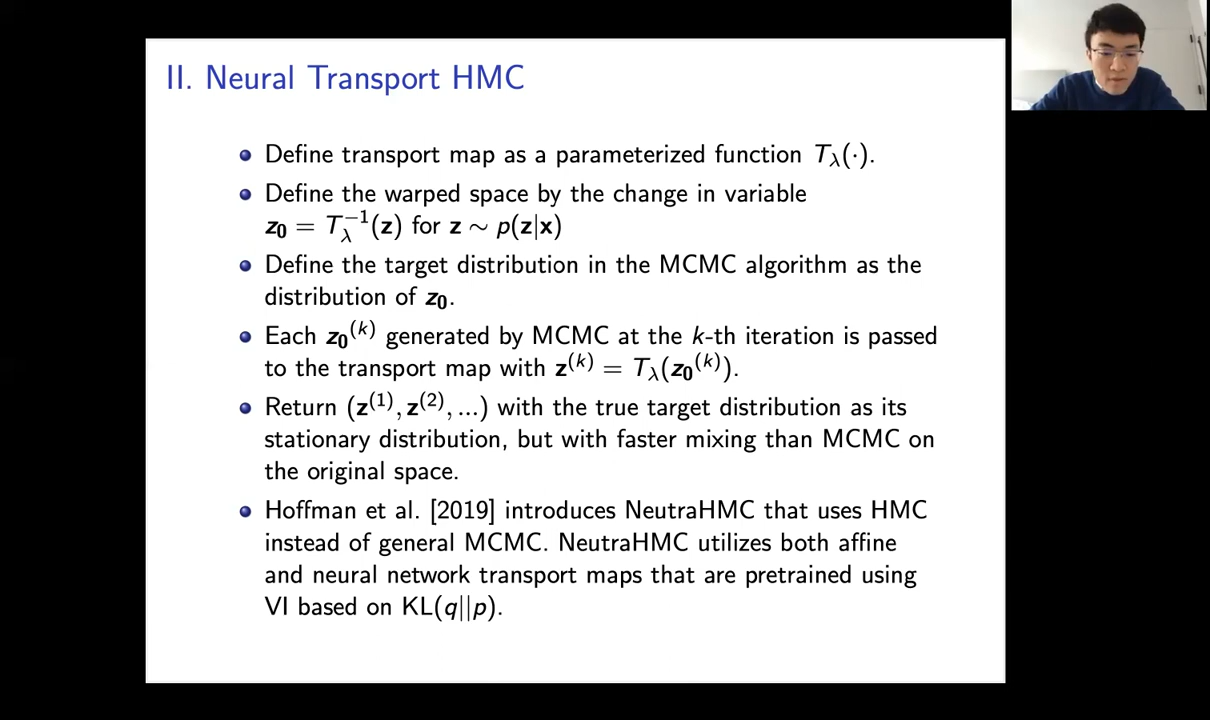 II. Neural Transport HMC
Define transport map as a parameterized function T_λ(·).
Define the warped space by the change in variable
z₀ = T_λ⁻¹(z) for z ∼ p(z|x)
Define the target distribution in the MCMC algorithm as the
distribution of z₀.
Each z₀⁽ᵏ⁾ generated by MCMC at the k-th iteration is passed
to the transport map with z⁽ᵏ⁾ = T_λ(z₀⁽ᵏ⁾).
Return (z⁽¹⁾, z⁽²⁾, ...) with the true target distribution as its
stationary distribution, but with faster mixing than MCMC on
the original space.
Hoffman et al. [2019] introduces NeutraHMC that uses HMC
instead of general MCMC. NeutraHMC utilizes both affine
and neural network transport maps that are pretrained using
VI based on KL(q||p).